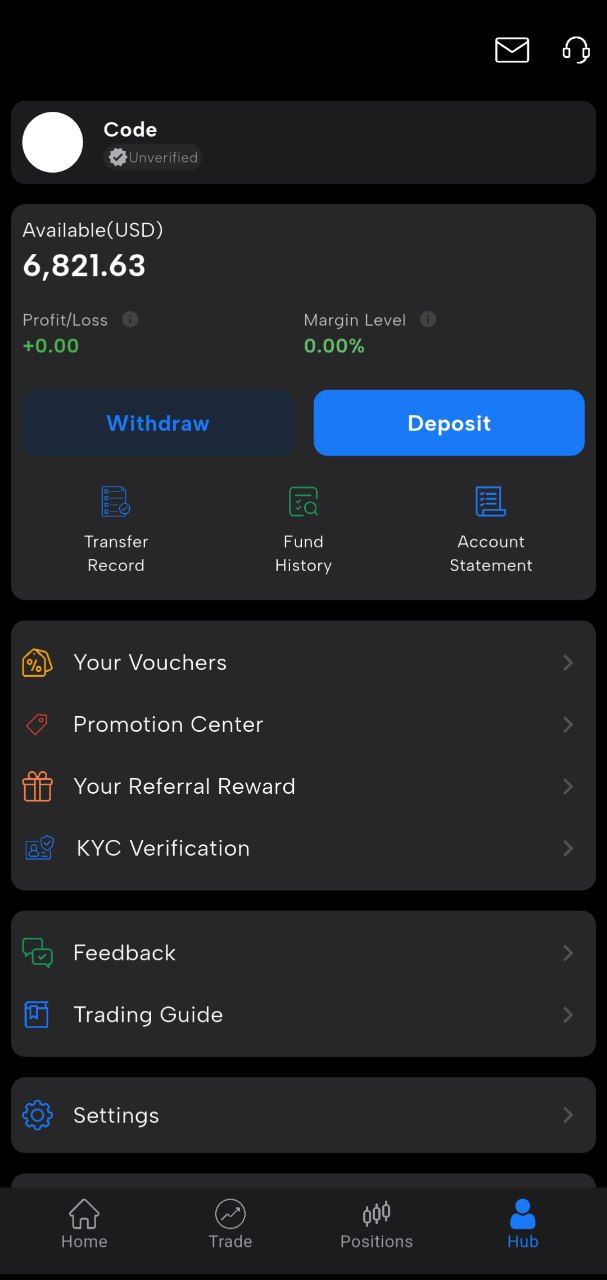 Code
Unverified
Available(USD)
6,821.63
Profit/Loss
Margin Level
+0.00
0.00%
Withdraw
Deposit
Transfer
Record
Fund
History
Account
Statement
Your Vouchers
Promotion Center
Your Referral Reward
KYC Verification
Feedback
Trading Guide
Settings
Home
Trade
Positions
Hub